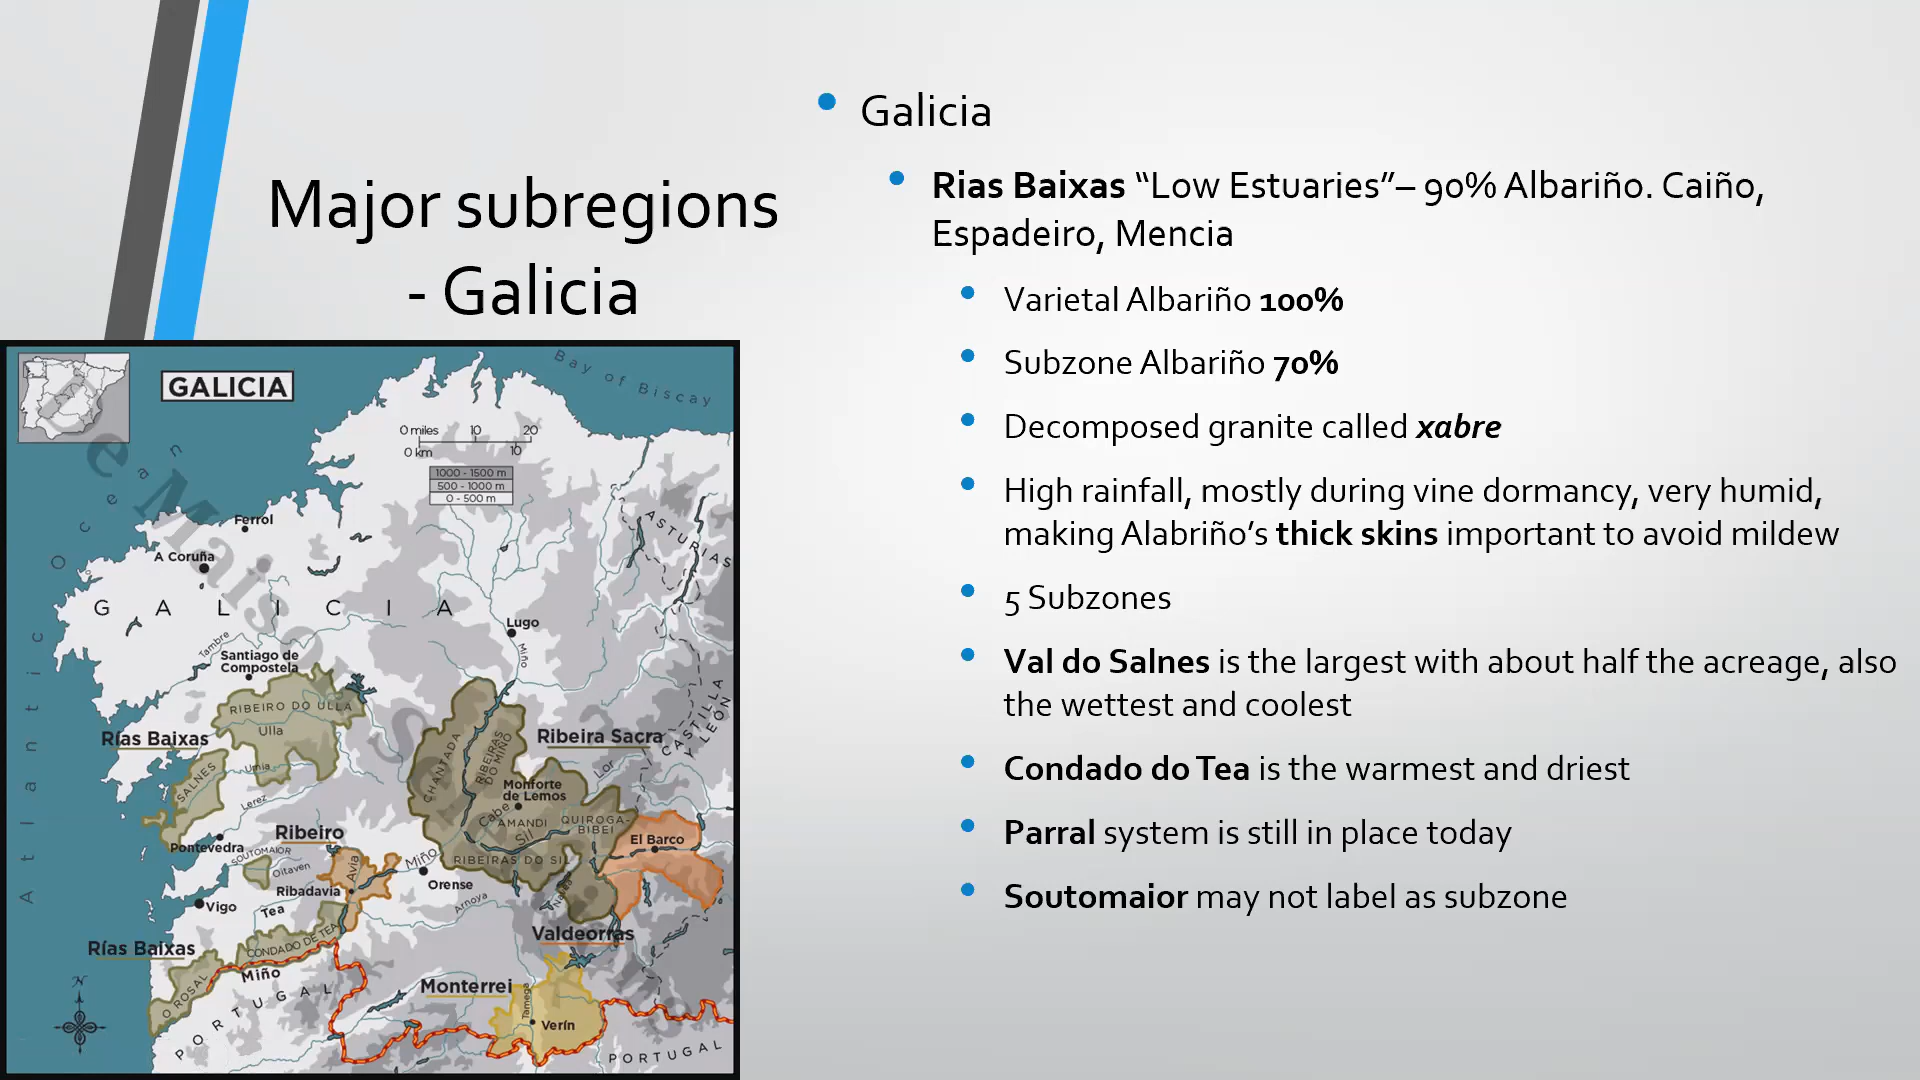 Major subregions
- Galicia
Galicia
Rias Baixas “Low Estuaries”– 90% Albariño. Caiño,
Espadeiro, Mencia
Varietal Albariño 100%
Subzone Albariño 70%
Decomposed granite called xabre
High rainfall, mostly during vine dormancy, very humid,
making Alabriño’s thick skins important to avoid mildew
5 Subzones
Val do Salnes is the largest with about half the acreage, also
the wettest and coolest
Condado do Tea is the warmest and driest
Parral system is still in place today
Soutomaior may not label as subzone
GALICIA
Bay of Biscay
0 miles 10 20
0 km 10
1000 - 1500 m
500 - 1000 m
0 - 500 m
Atlantic Ocean
Ferrol
A Coruña
ASTURIAS
GALICIA
Lugo
Miño
Tambre
Santiago de
Compostela
CASTILLA
Y LEÓN
RIBEIRO DO ULLA
Ulla
Rías Baixas
Ribeira Sacra
CHANTADA
RIBEIRAS
DO MIÑO
SALNES
Umia
Lor
Lerez
Monforte
de Lemos
Cabe
AMANDI
QUIROGA-
BIBEI
Sil
Ribeiro
El Barco
Pontevedra
SOUTOMAIOR
Oitaven
Avia
Miño
RIBEIRAS DO SIL
Ribadavia
Orense
Arnoya
Vigo
Tea
Valdeorras
Rías Baixas
CONDADO DE TEA
Miño
O ROSAL
N
Monterrei
Tamega
Verín
PORTUGAL
PORTUGAL